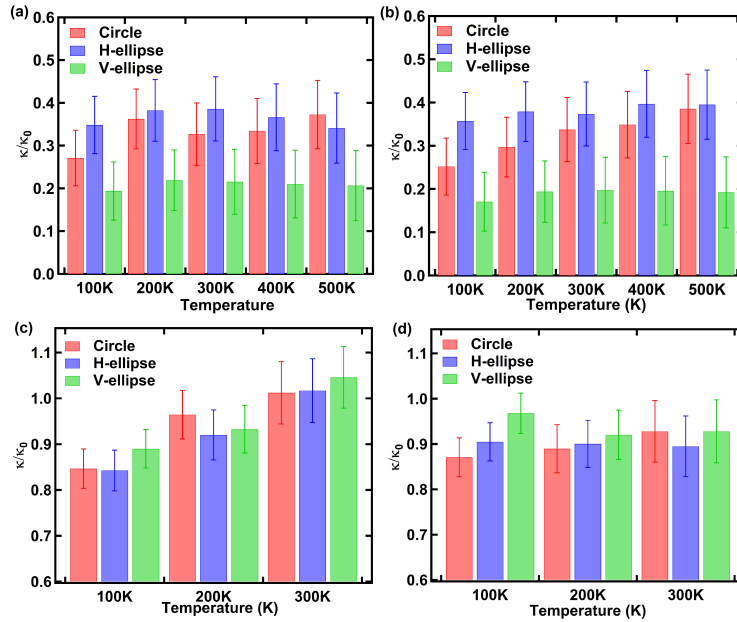 (a)
0.6
0.5
0.4
0.3
0.2
0.1
0.0
κ/κ0
Circle
H-ellipse
V-ellipse
100K 200K 300K 400K 500K
Temperature
(b)
0.6
0.5
0.4
0.3
0.2
0.1
0.0
κ/κ0
Circle
H-ellipse
V-ellipse
100K 200K 300K 400K 500K
Temperature (K)
(c)
1.1
1.0
0.9
0.8
0.7
0.6
κ/κ0
Circle
H-ellipse
V-ellipse
100K 200K 300K
Temperature (K)
(d)
1.1
1.0
0.9
0.8
0.7
0.6
κ/κ0
Circle
H-ellipse
V-ellipse
100K 200K 300K
Temperature (K)